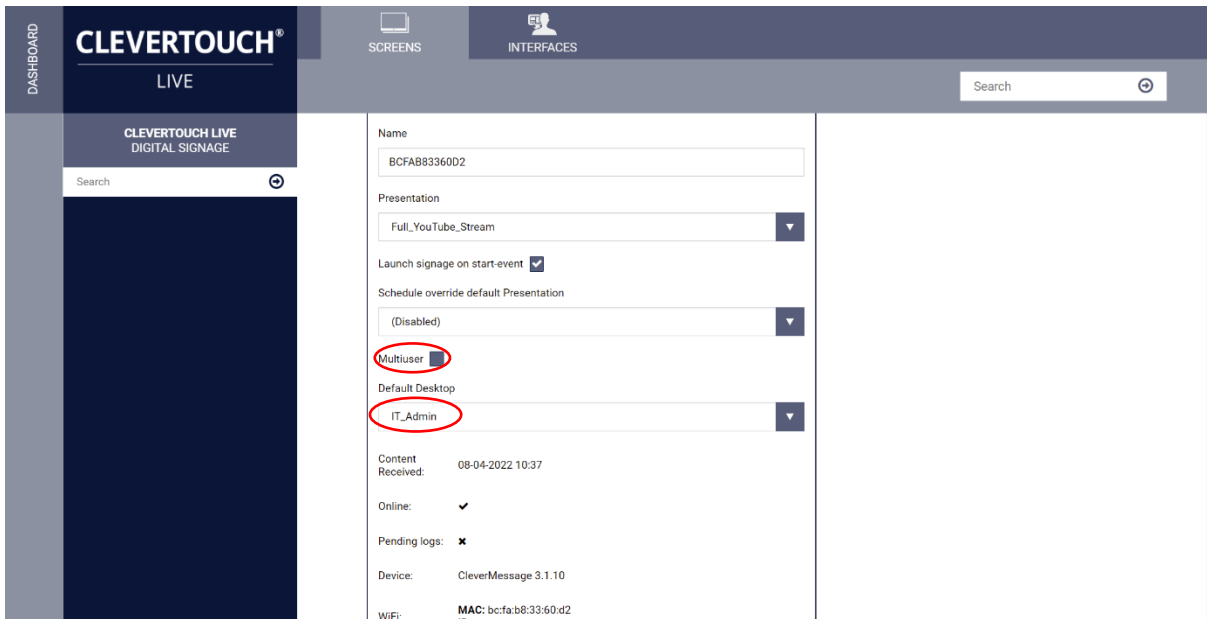 DASHBOARD
CLEVERTOUCH®
LIVE
SCREENS
INTERFACES
Search
CLEVERTOUCH LIVE
DIGITAL SIGNAGE
Search
Name
BCFAB83360D2
Presentation
Full_YouTube_Stream
Launch signage on start-event
Schedule override default Presentation
(Disabled)
Multiuser
Default Desktop
IT_Admin
Content
Received:
08-04-2022 10:37
Online:
Pending logs:
Device:
CleverMessage 3.1.10
WiFi:
MAC: bc:fa:b8:33:60:d2